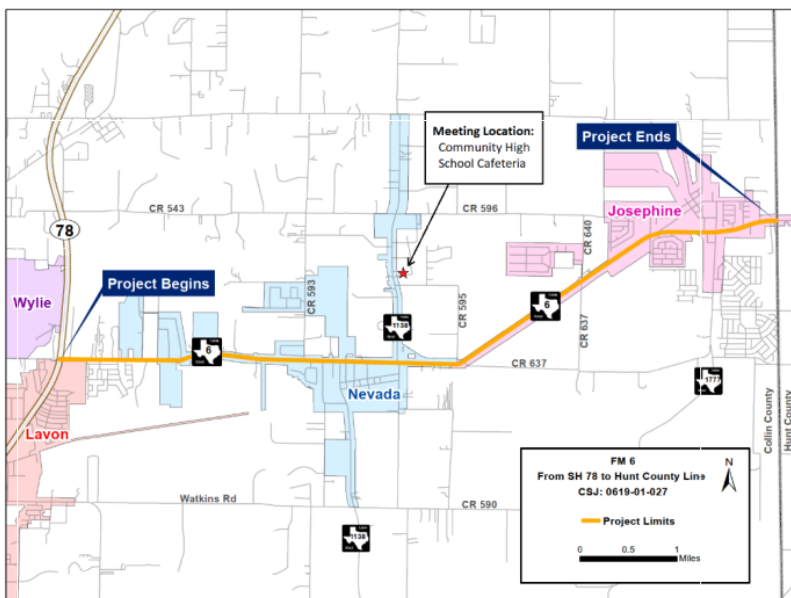 Meeting Location:
Community High
School Cafeteria
Project Ends
CR 543
CR 596
Josephine
CR 640
78
Project Begins
Wylie
CR 593
CR 595
6
1138
6
CR 637
CR 637
Nevada
1777
Lavon
Collin County
Hunt County
Watkins Rd
CR 590
1138
FM 6
From SH 78 to Hunt County Line
CSJ: 0619-01-027
N
Project Limits
0 0.5 1
Miles